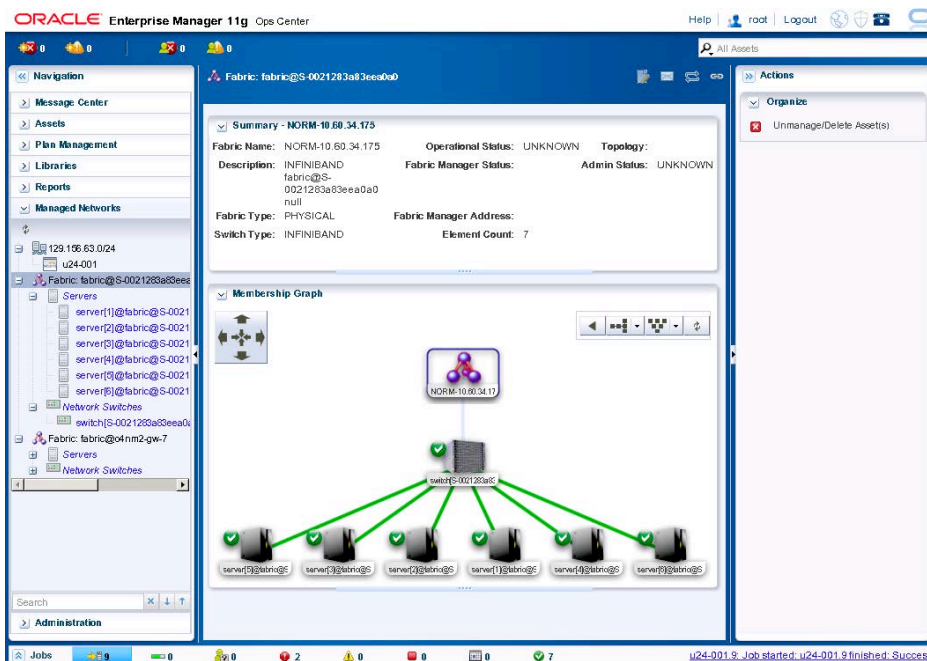 ORACLE Enterprise Manager 11g Ops Center
Help root Logout
0 0 0 0
All Assets
Navigation
Message Center
Assets
Plan Management
Libraries
Reports
Managed Networks
129.156.63.0/24
u24-001
Fabric: fabric@S-0021283a83eea
Servers
server[1]@fabric@S-0021
server[2]@fabric@S-0021
server[3]@fabric@S-0021
server[4]@fabric@S-0021
server[5]@fabric@S-0021
server[6]@fabric@S-0021
Network Switches
switch[S-0021283a83eea0a
Fabric: fabric@o4nm2-gw-7
Servers
Network Switches
Search
Administration
Fabric: fabric@S-0021283a83eea0a0
Summary - NORM-10.60.34.175
Fabric Name: NORM-10.60.34.175 Operational Status: UNKNOWN Topology:
Description: INFINIBAND Fabric Manager Status: Admin Status: UNKNOWN
fabric@S-
0021283a83eea0a0
null
Fabric Type: PHYSICAL Fabric Manager Address:
Switch Type: INFINIBAND Element Count: 7
Membership Graph
NORM-10.60.34.17
switch[S-0021283a83
server[5]@fabric@S server[3]@fabric@S server[2]@fabric@S server[1]@fabric@S server[4]@fabric@S server[6]@fabric@S
Actions
Organize
Unmanage/Delete Asset(s)
Jobs 9 0 0 2 0 0 0 7
u24-001.9: Job started: u24-001.9 finished: Succes